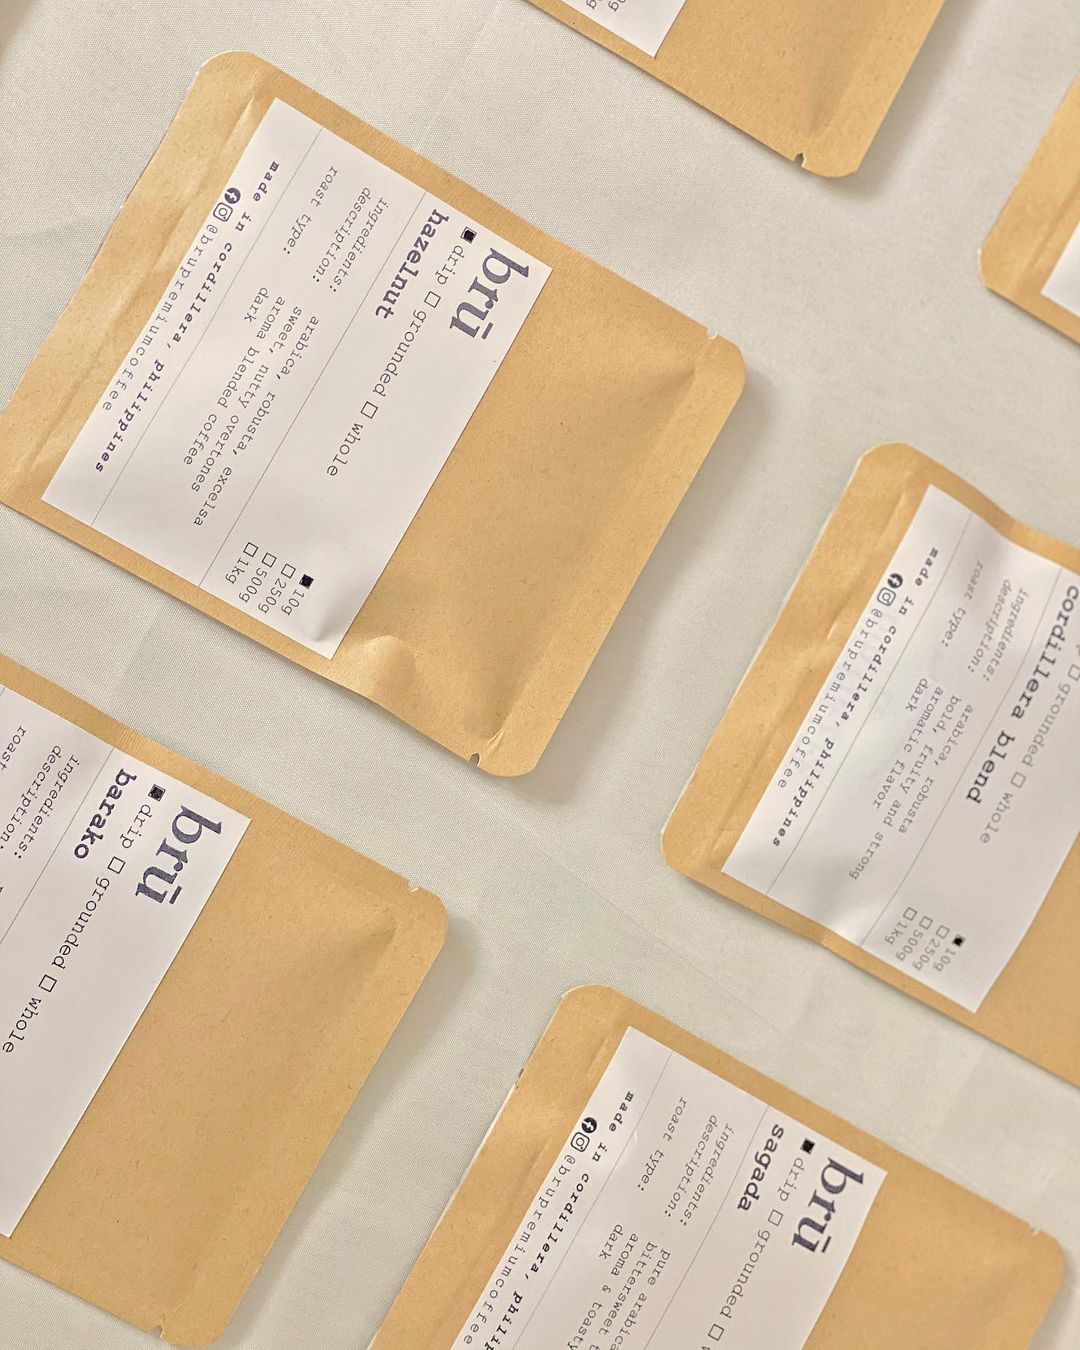 brū
■ drip □ grounded □ whole
hazelnut
■ 10g
□ 250g
□ 500g
□ 1kg
ingredients: arabica, robusta, excelsa
description: sweet, nutty overtones
aroma blended coffee
roast type: dark
made in cordillera, philippines
@brupremiumcoffee
□ grounded □ whole
cordillera blend
■ 10g
□ 250g
□ 500g
□ 1kg
ingredients: arabica, robusta
description: bold, fruity and strong
aromatic flavor
roast type: dark
made in cordillera, philippines
@brupremiumcoffee
brū
■ drip □ grounded □ whole
barako
ingredients:
description:
roast
brū
■ drip □ grounded □
sagada
ingredients: pure arabica
description: bittersweet
aroma & toasty
roast type: dark
made in cordillera,
@brupremiumcoffee